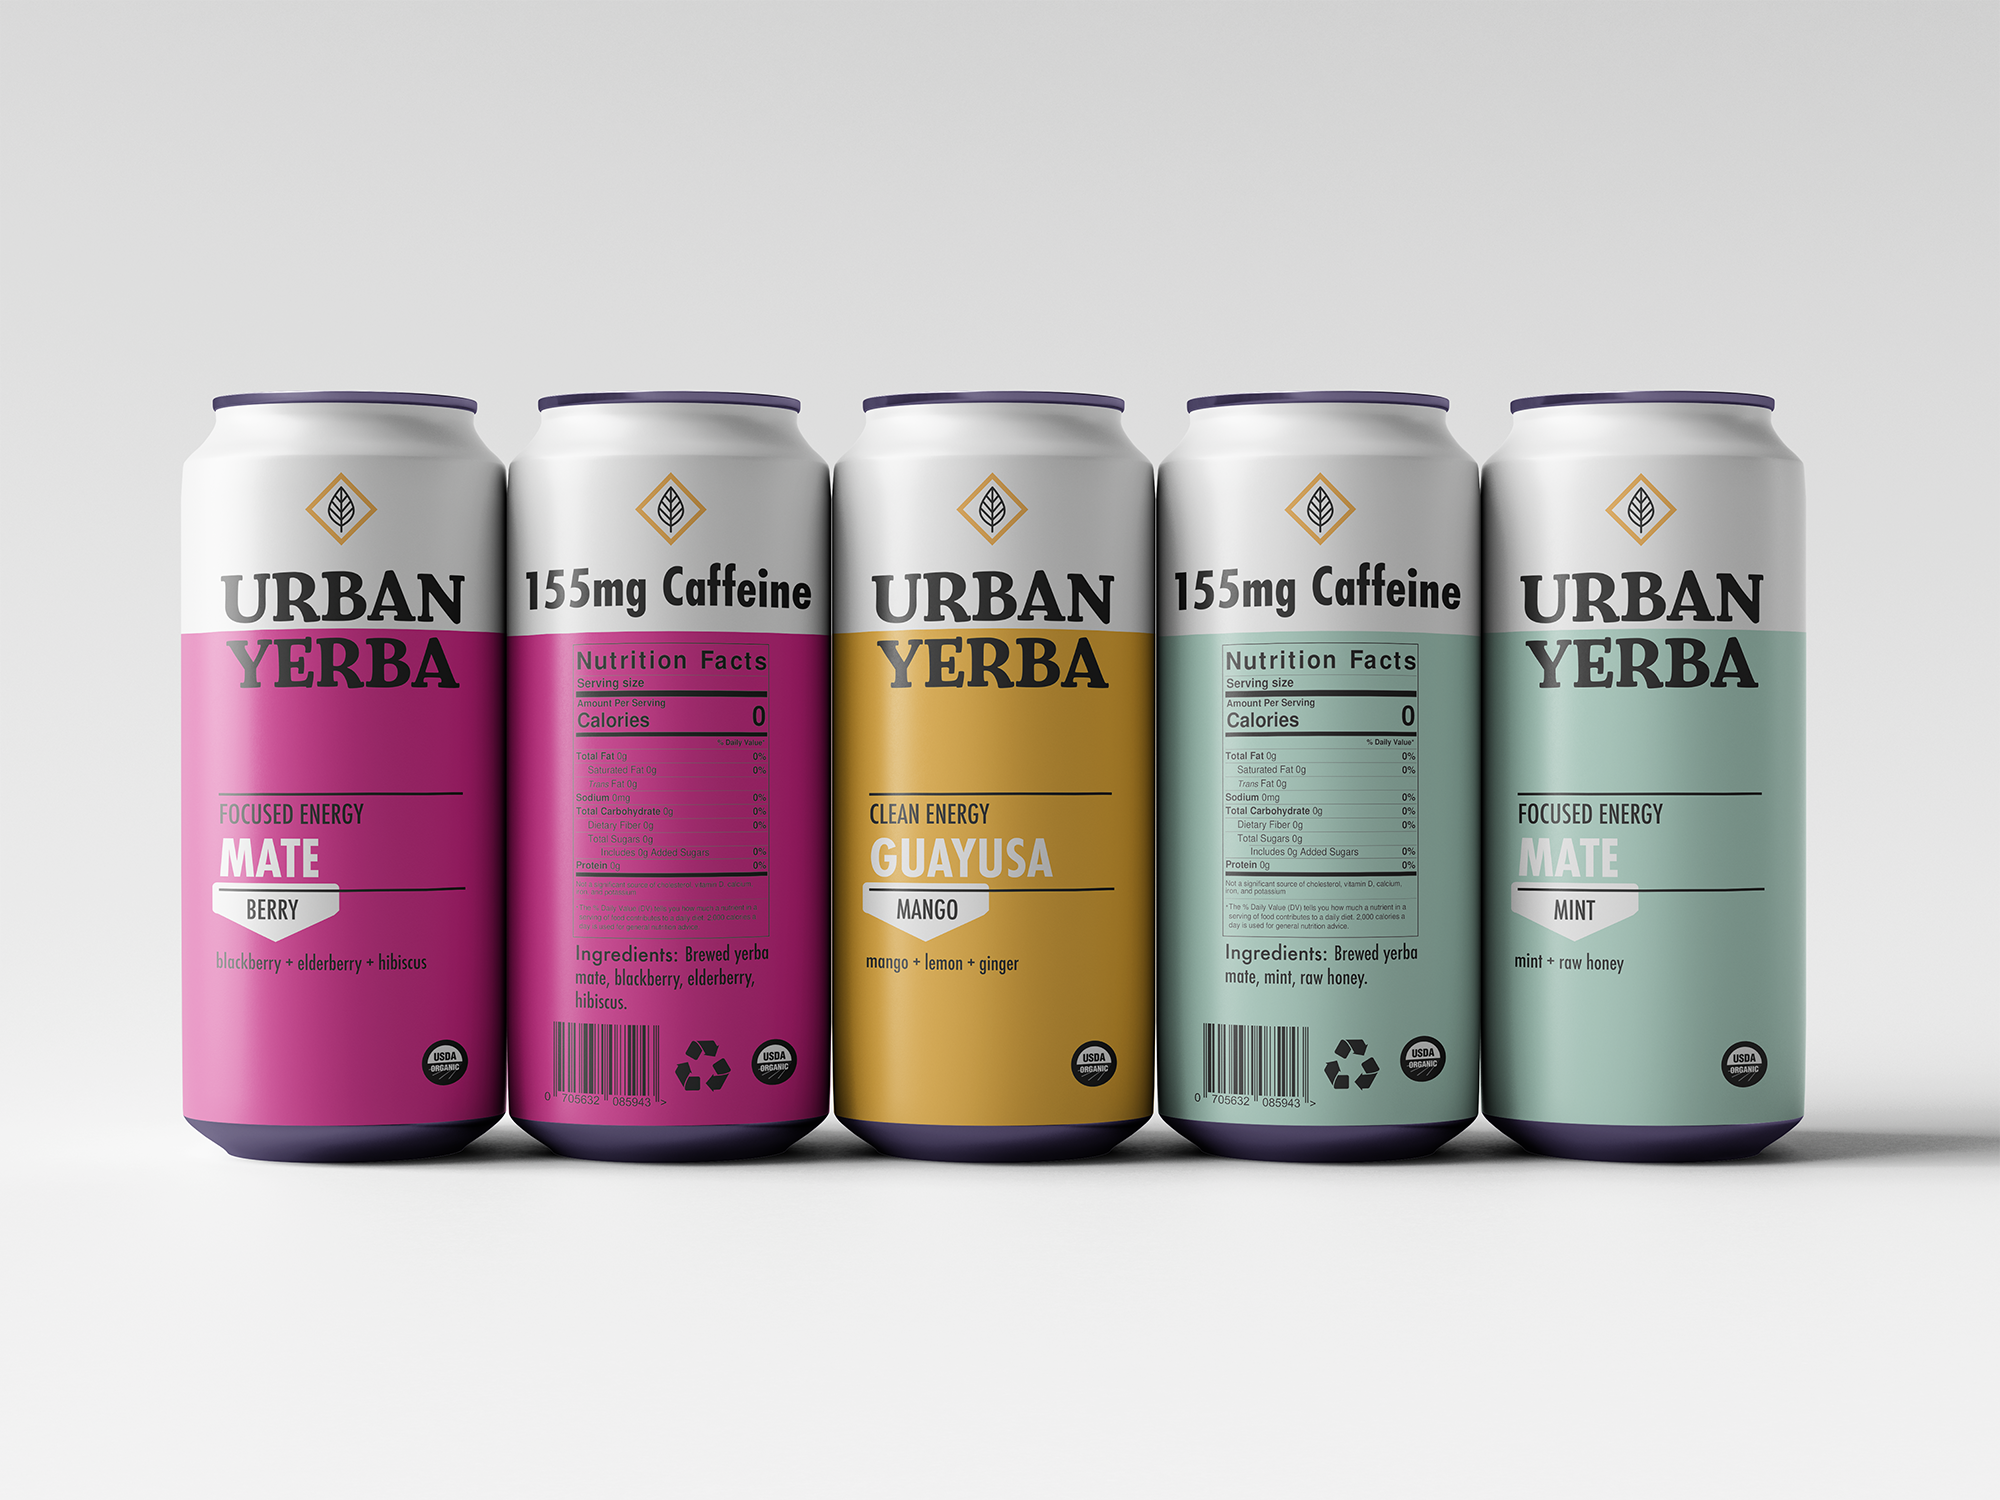 URBAN
YERBA
FOCUSED ENERGY
MATE
BERRY
blackberry + elderberry + hibiscus
USDA
ORGANIC
155mg Caffeine
Nutrition Facts
Serving size
Amount Per Serving
Calories 0
% Daily Value*
Total Fat 0g 0%
Saturated Fat 0g 0%
Trans Fat 0g
Sodium 0mg 0%
Total Carbohydrate 0g 0%
Dietary Fiber 0g 0%
Total Sugars 0g
Includes 0g Added Sugars 0%
Protein 0g 0%
Ingredients: Brewed yerba
mate, blackberry, elderberry,
hibiscus.
0 705632 085943 >
USDA
ORGANIC
URBAN
YERBA
CLEAN ENERGY
GUAYUSA
MANGO
mango + lemon + ginger
USDA
ORGANIC
155mg Caffeine
Nutrition Facts
Serving size
Amount Per Serving
Calories 0
% Daily Value*
Total Fat 0g 0%
Saturated Fat 0g 0%
Trans Fat 0g
Sodium 0mg 0%
Total Carbohydrate 0g 0%
Dietary Fiber 0g 0%
Total Sugars 0g
Includes 0g Added Sugars 0%
Protein 0g 0%
Not a significant source of cholesterol, vitamin D, calcium,
iron, and potassium
*The % Daily Value (DV) tells you how much a nutrient in a
serving of food contributes to a daily diet. 2,000 calories a
day is used for general nutrition advice.
Ingredients: Brewed yerba
mate, mint, raw honey.
0 705632 085943 >
USDA
ORGANIC
URBAN
YERBA
FOCUSED ENERGY
MATE
MINT
mint + raw honey
USDA
ORGANIC